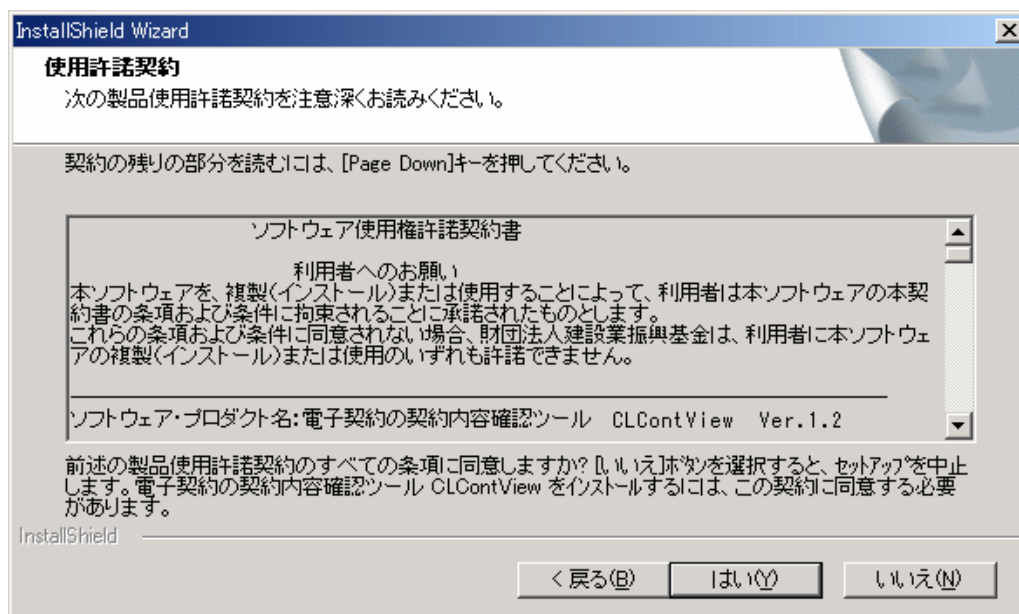 InstallShield Wizard
使用許諾契約
次の製品使用許諾契約を注意深くお読みください。
契約の残りの部分を読むには、[Page Down]キーを押してください。
ソフトウェア使用権許諾契約書
利用者へのお願い
本ソフトウェアを、複製(インストール)または使用することによって、利用者は本ソフトウェアの本契
約書の条項および条件に拘束されることに承諾されたものとします。
これらの条項および条件に同意されない場合、財団法人建設業振興基金は、利用者に本ソフトウェ
アの複製(インストール)または使用のいずれも許諾できません。
ソフトウェア・プロダクト名:電子契約の契約内容確認ツール CLContView Ver.1.2
前述の製品使用許諾契約のすべての条項に同意しますか? [いいえ]ボタンを選択すると、セットアップを中止
します。電子契約の契約内容確認ツール CLContView をインストールするには、この契約に同意する必要
があります。
InstallShield
< 戻る(B) はい(Y) いいえ(N)